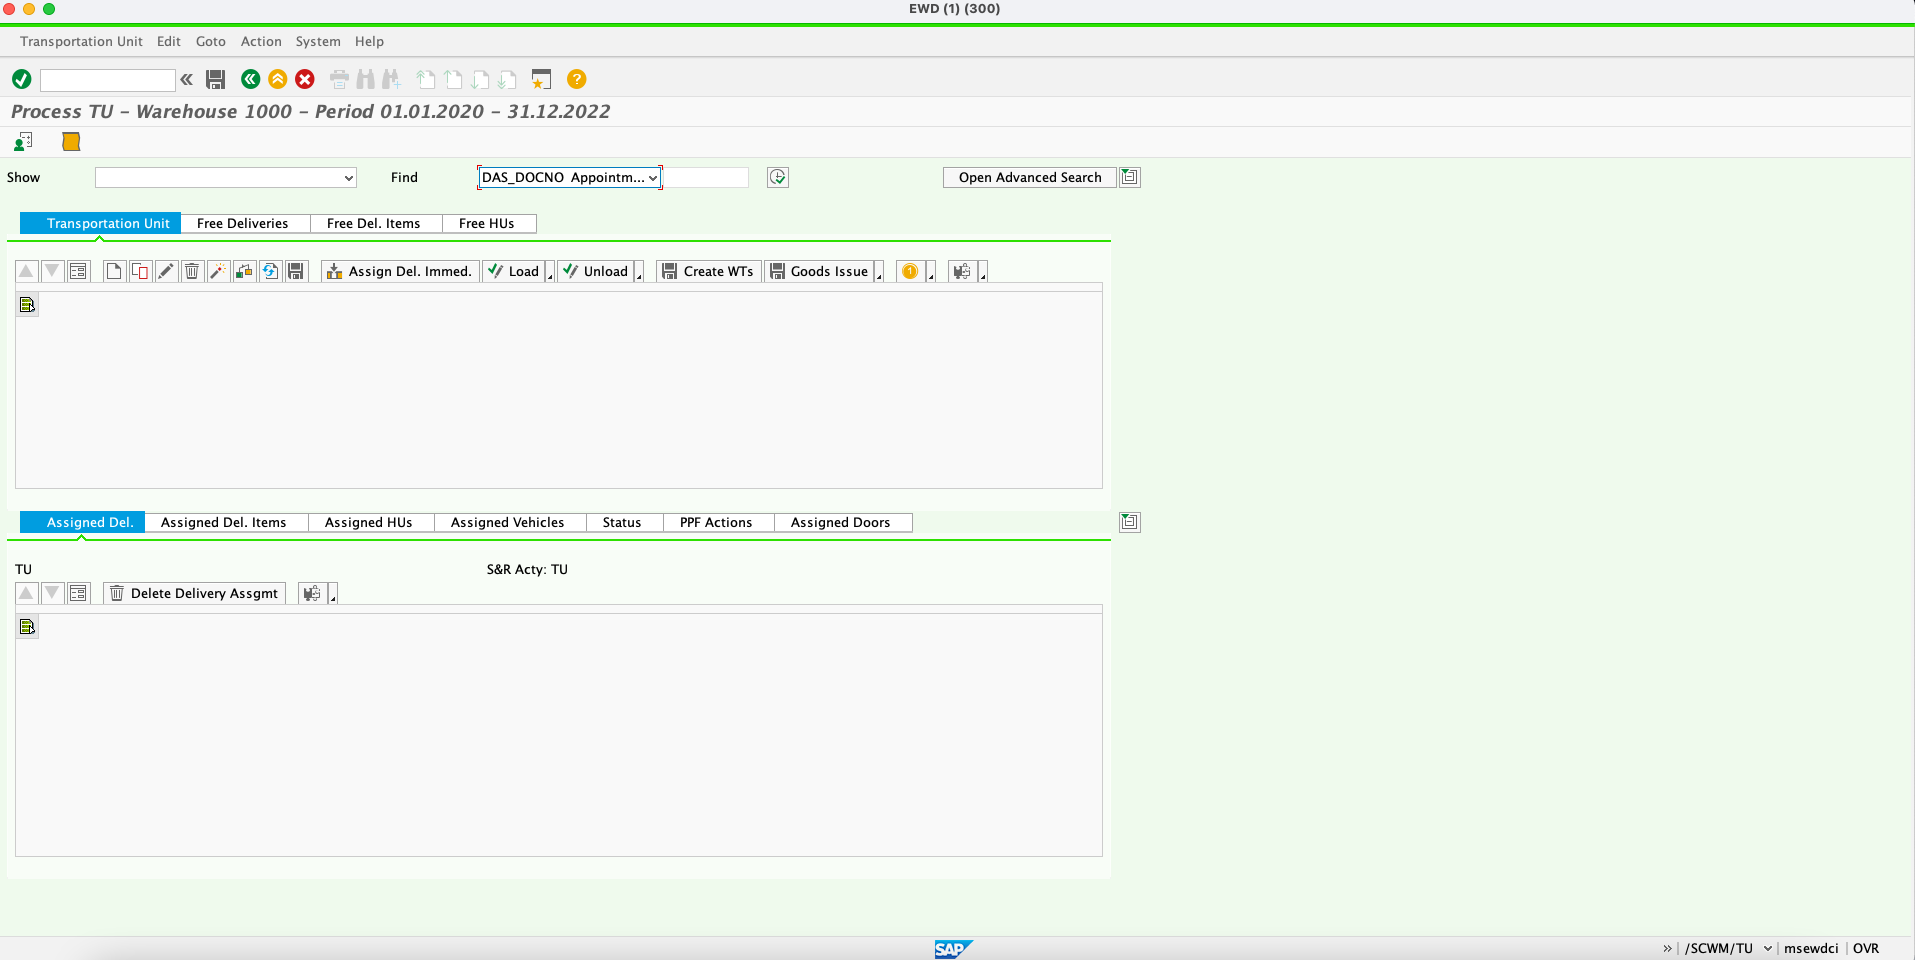 EWD (1) (300)
Transportation Unit Edit Goto Action System Help
Process TU - Warehouse 1000 - Period 01.01.2020 - 31.12.2022
Show Find DAS_DOCNO Appointm... Open Advanced Search
Transportation Unit Free Deliveries Free Del. Items Free HUs
Assign Del. Immed. Load Unload Create WTs Goods Issue
Assigned Del. Assigned Del. Items Assigned HUs Assigned Vehicles Status PPF Actions Assigned Doors
TU S&R Acty: TU
Delete Delivery Assgmt
SAP » /SCWM/TU msewdci OVR